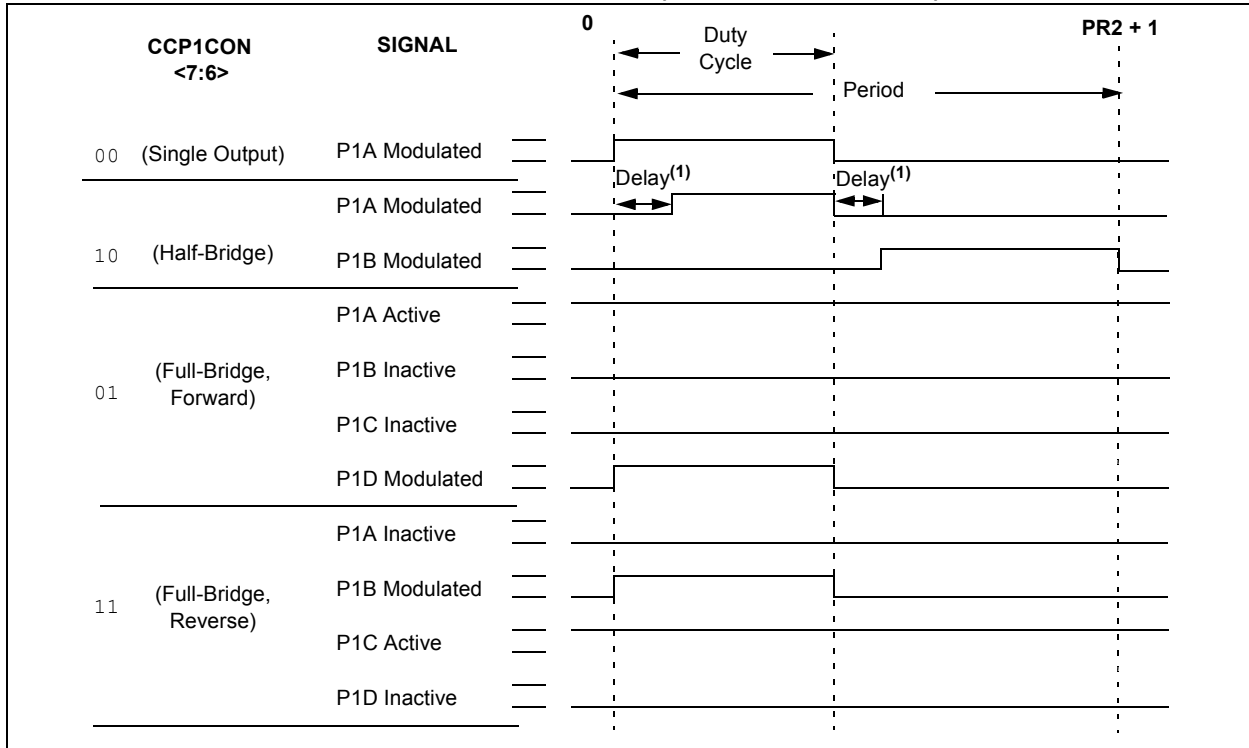 CCP1CON
<7:6>
SIGNAL
0
PR2 + 1
Duty
Cycle
Period
00 (Single Output) P1A Modulated
Delay(1) Delay(1)
P1A Modulated
10 (Half-Bridge) P1B Modulated
P1A Active
01 (Full-Bridge,
Forward)
P1B Inactive
P1C Inactive
P1D Modulated
P1A Inactive
11 (Full-Bridge,
Reverse)
P1B Modulated
P1C Active
P1D Inactive